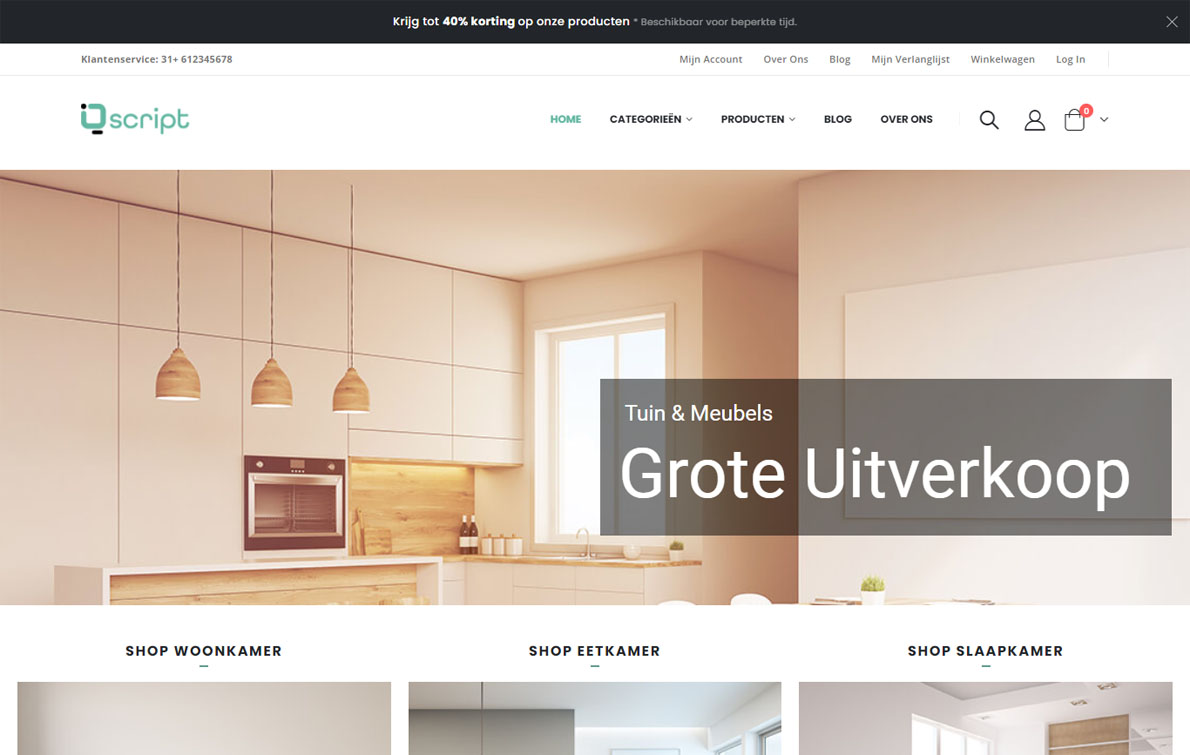 Krijg tot 40% korting op onze producten * Beschikbaar voor beperkte tijd.
Klantenservice: 31+ 612345678
Mijn Account Over Ons Blog Mijn Verlanglijst Winkelwagen Log In
script
HOME CATEGORIEËN PRODUCTEN BLOG OVER ONS 0
Tuin & Meubels
Grote Uitverkoop
SHOP WOONKAMER SHOP EETKAMER SHOP SLAAPKAMER